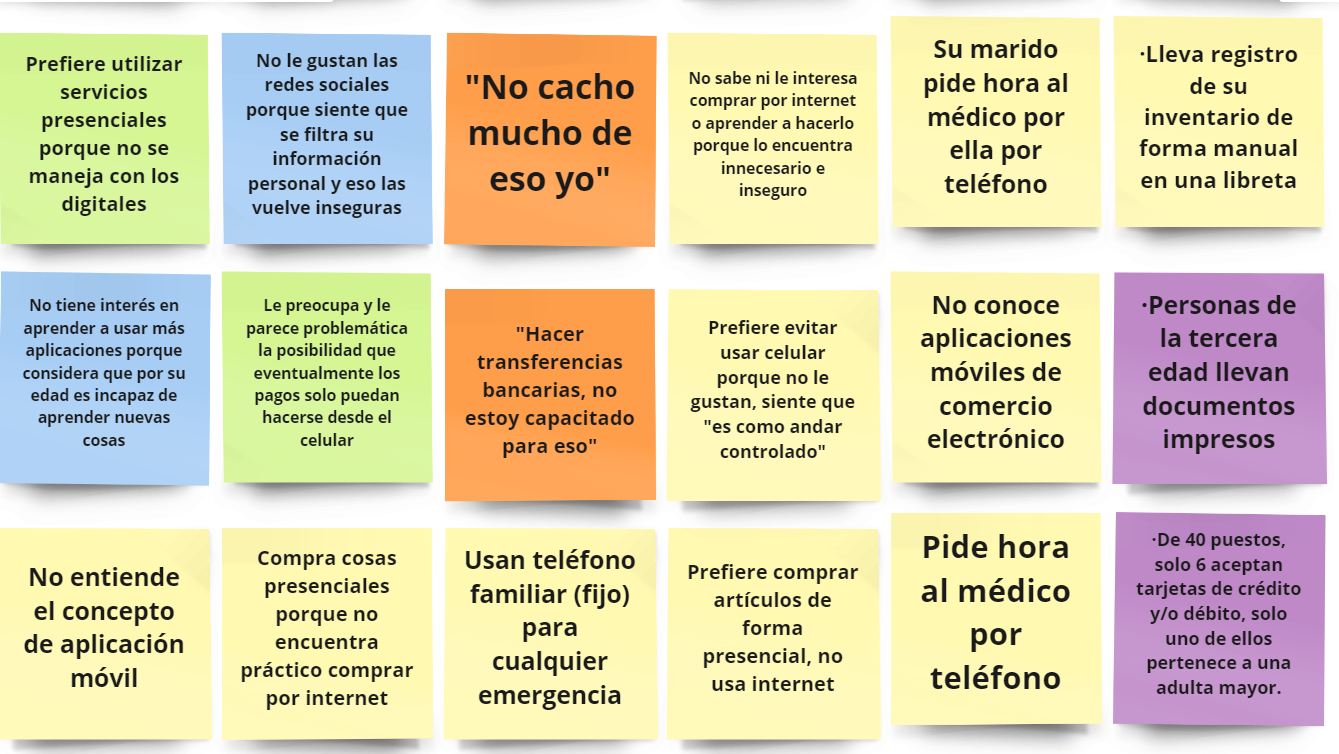 Prefiere utilizar
servicios
presenciales
porque no se
maneja con los
digitales
No le gustan las
redes sociales
porque siente que
se filtra su
información
personal y eso las
vuelve inseguras
"No cacho
mucho de
eso yo"
No sabe ni le interesa
comprar por internet
o aprender a hacerlo
porque lo encuentra
innecesario e
inseguro
Su marido
pide hora al
médico por
ella por
teléfono
·Lleva registro
de su
inventario de
forma manual
en una libreta
No tiene interés en
aprender a usar más
aplicaciones porque
considera que por su
edad es incapaz de
aprender nuevas
cosas
Le preocupa y le
parece problemática
la posibilidad que
eventualmente los
pagos solo puedan
hacerse desde el
celular
"Hacer
transferencias
bancarias, no
estoy capacitado
para eso"
Prefiere evitar
usar celular
porque no le
gustan, siente que
"es como andar
controlado"
No conoce
aplicaciones
móviles de
comercio
electrónico
·Personas de
la tercera
edad llevan
documentos
impresos
No entiende
el concepto
de aplicación
móvil
Compra cosas
presenciales
porque no
encuentra
práctico comprar
por internet
Usan teléfono
familiar (fijo)
para
cualquier
emergencia
Prefiere comprar
artículos de
forma
presencial, no
usa internet
Pide hora
al médico
por
teléfono
·De 40 puestos,
solo 6 aceptan
tarjetas de crédito
y/o débito, solo
uno de ellos
pertenece a una
adulta mayor.